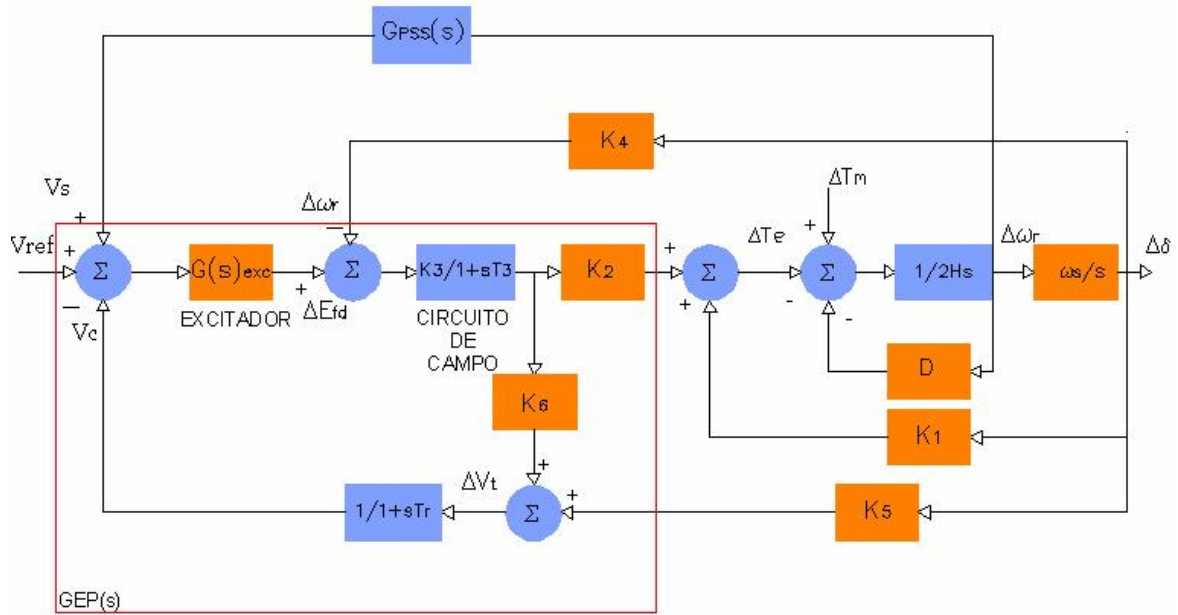 GPSS(s)
K4
Vs
+
Δωr
−
ΔTm
+
Vref
+
Σ
−
Vc
G(s)exc
EXCITADOR
+
ΔEfd
Σ
K3/1+sT3
CIRCUITO
DE
CAMPO
K2
+
Σ
+
ΔTe
-
Σ
-
1/2Hs
Δωr
ωs/s
Δδ
D
K6
K1
+
ΔVt
1/1+sTr
Σ
+
K5
GEP(s)